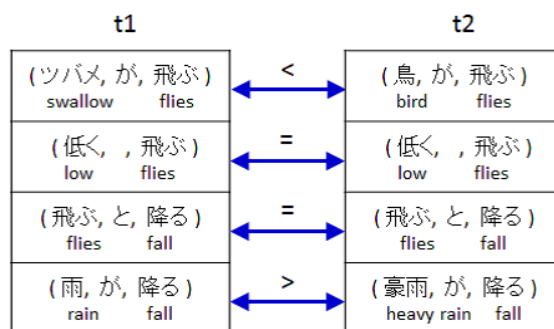 t1 t2
(ツバメ, が, 飛ぶ) < (鳥, が, 飛ぶ)
swallow flies bird flies
(低く, , 飛ぶ) = (低く, , 飛ぶ)
low flies low flies
(飛ぶ, と, 降る) = (飛ぶ, と, 降る)
flies fall flies fall
(雨, が, 降る) > (豪雨, が, 降る)
rain fall heavy rain fall